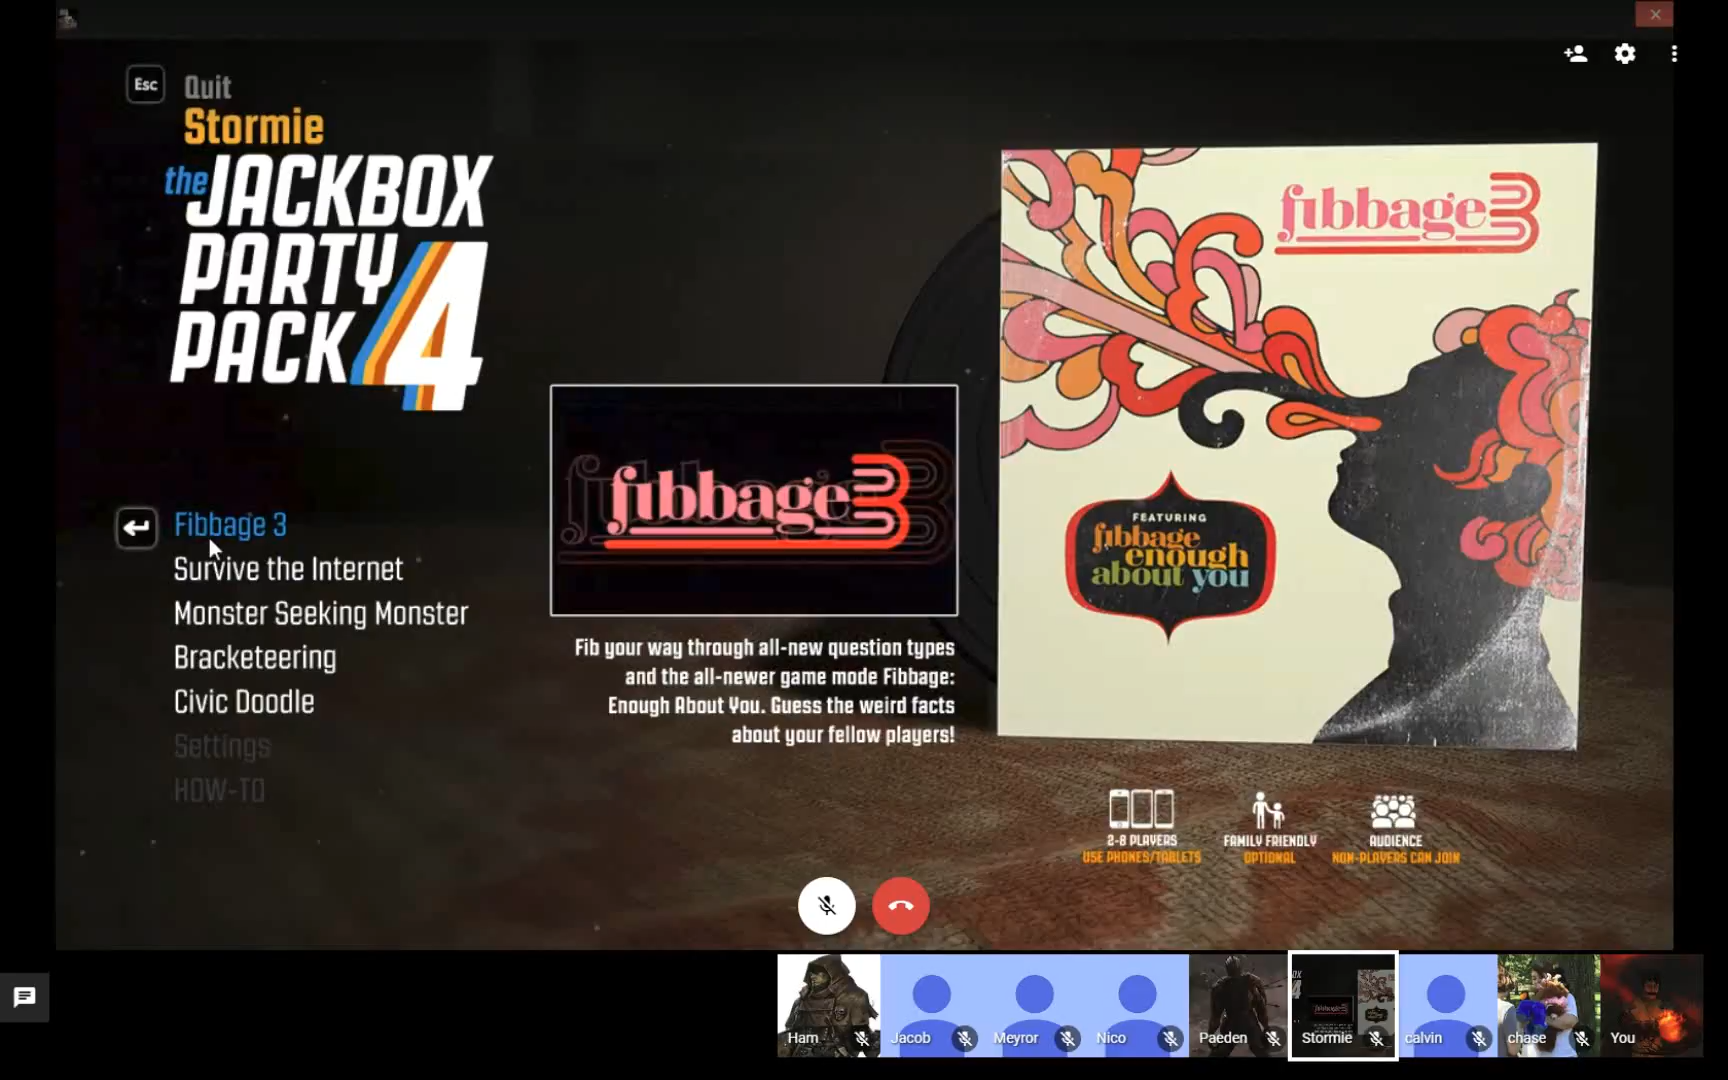 Esc Quit
Stormie
the JACKBOX
PARTY
PACK 4
Fibbage 3
Survive the Internet
Monster Seeking Monster
Bracketeering
Civic Doodle
Settings
HOW-TO
fibbage 3
Fib your way through all-new question types
and the all-newer game mode Fibbage:
Enough About You. Guess the weird facts
about your fellow players!
fibbage 3
FEATURING
fibbage
enough
about you
2-8 PLAYERS
USE PHONES/TABLETS
FAMILY FRIENDLY
OPTIONAL
AUDIENCE
NON-PLAYERS CAN JOIN
Ham
Jacob
Meyror
Nico
Paeden
Stormie
calvin
chase
You